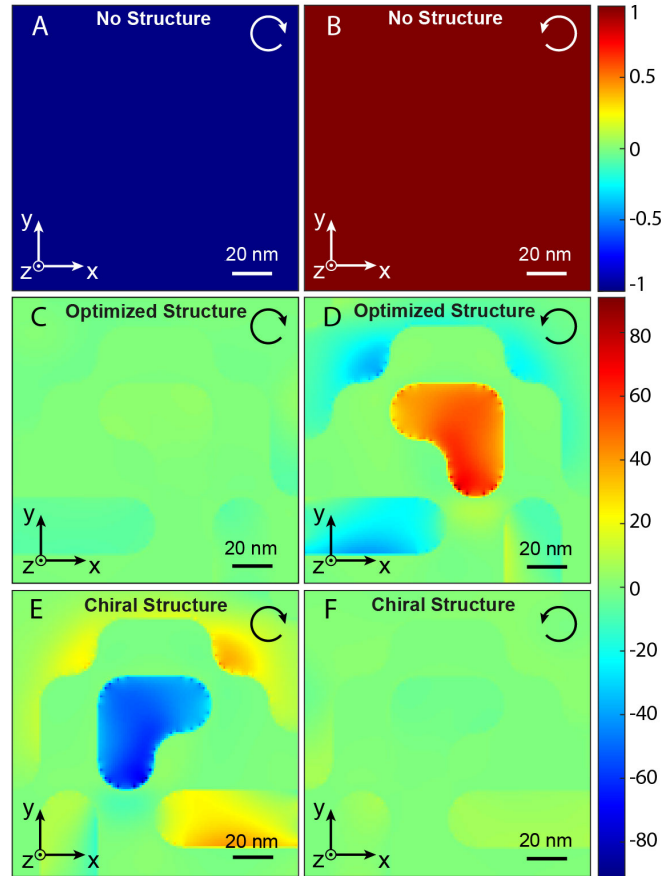 A No Structure
B No Structure
1
0.5
0
-0.5
-1
y
z x
20 nm
y
z x
20 nm
C Optimized Structure
D Optimized Structure
80
60
40
20
0
-20
-40
-60
-80
y
z x
20 nm
y
z x
20 nm
E Chiral Structure
F Chiral Structure
y
z x
20 nm
y
z x
20 nm